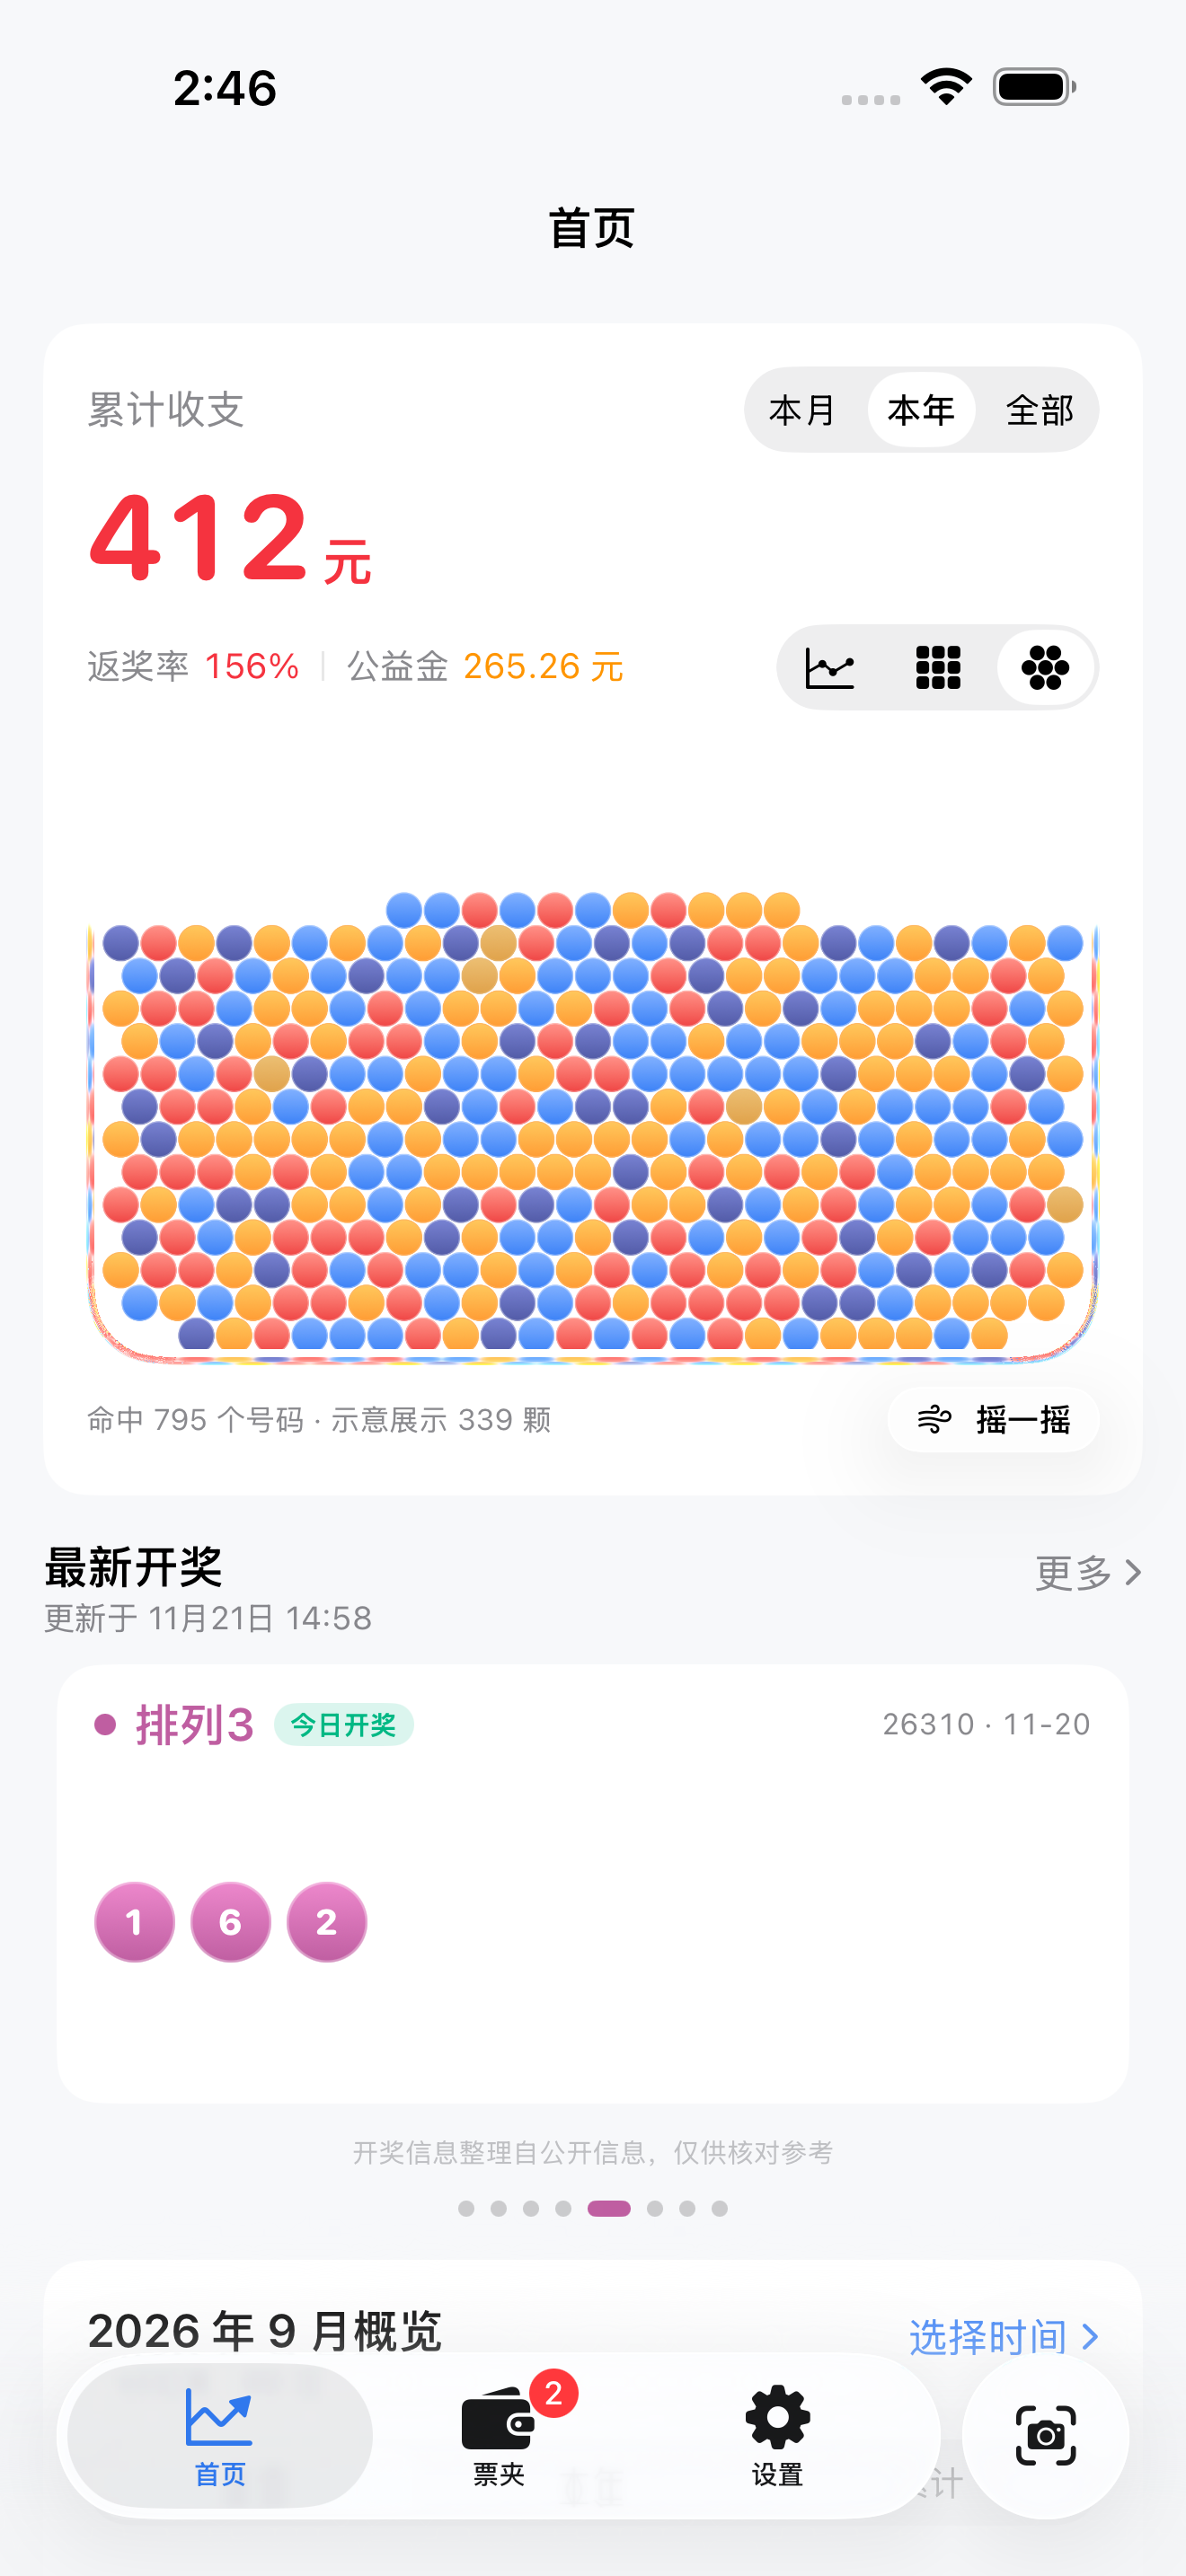 2:46
首页
累计收支
本月 本年 全部
412 元
返奖率 156% 公益金 265.26 元
命中 795 个号码 · 示意展示 339 颗
摇一摇
最新开奖
更多
更新于 11月21日 14:58
排列3 今日开奖 26310 · 11-20
1 6 2
开奖信息整理自公开信息，仅供核对参考
2026 年 9 月概览
选择时间
2
首页 票夹 设置
计